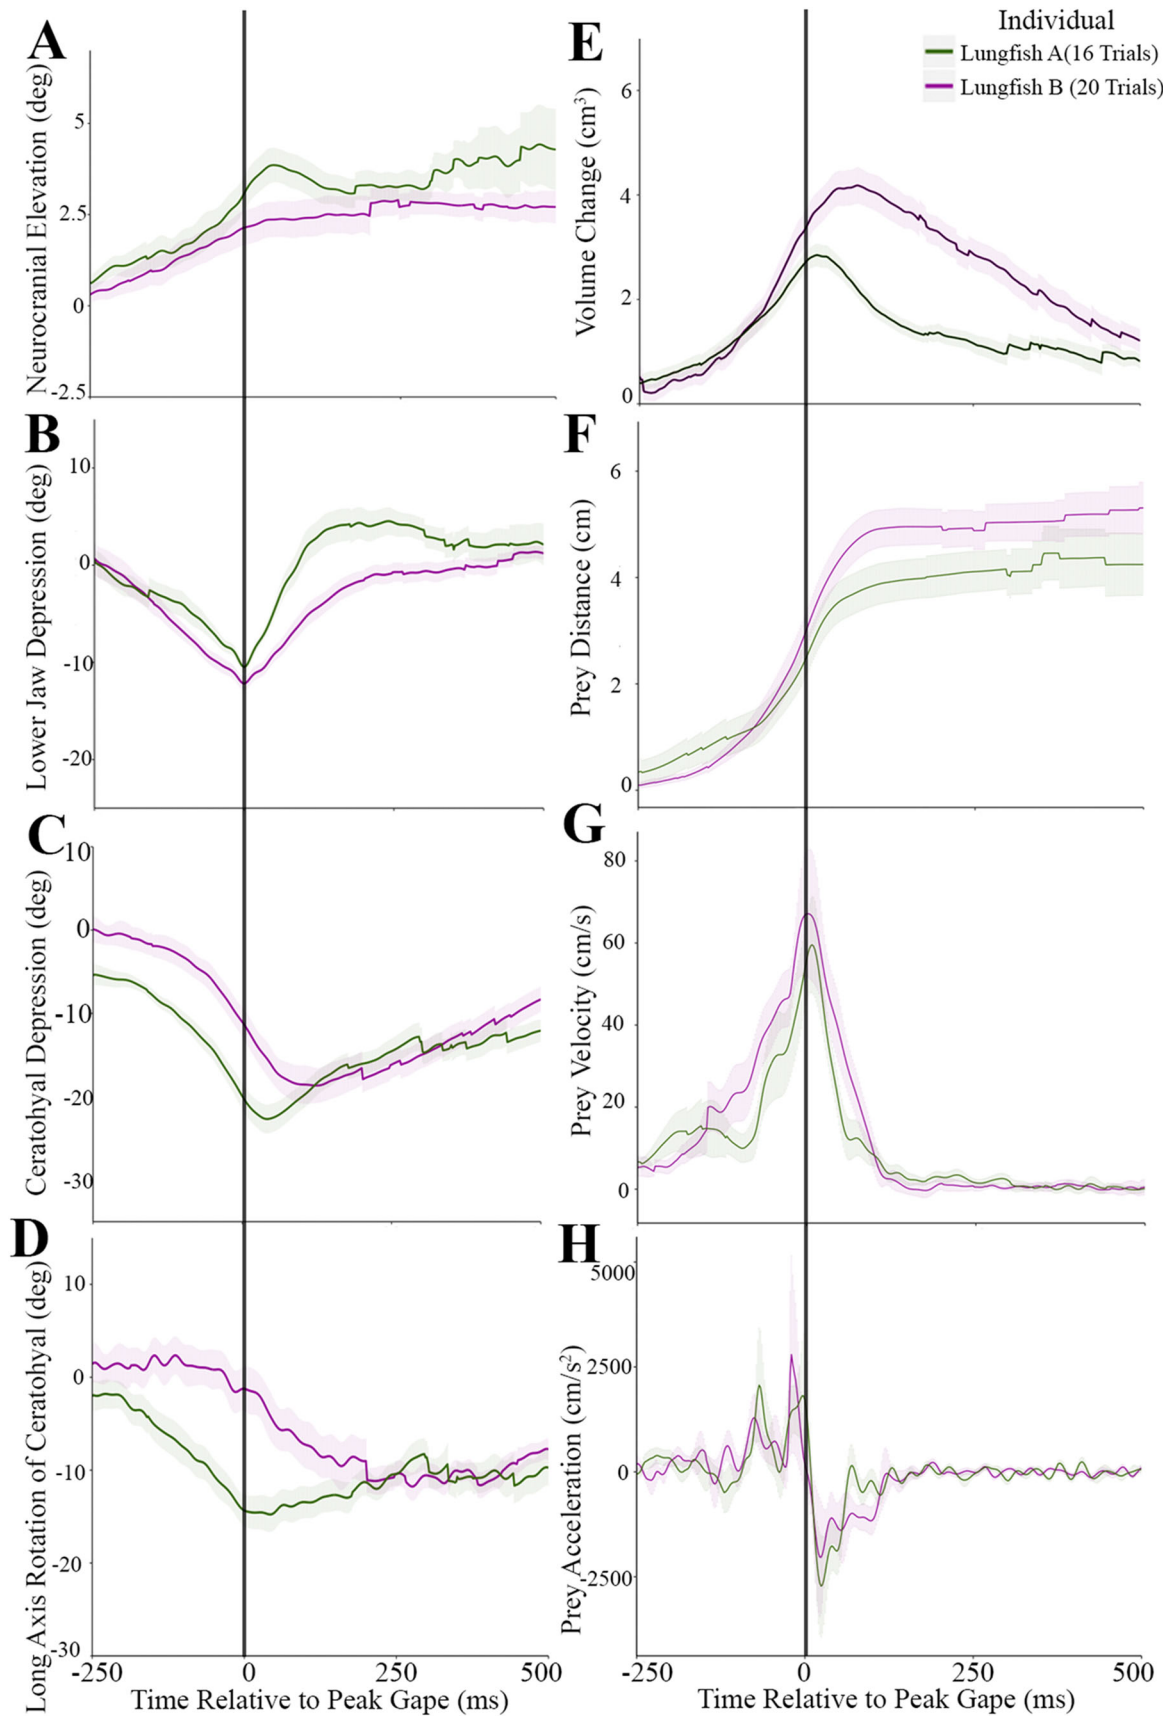 Individual
Lungfish A(16 Trials)
Lungfish B (20 Trials)
A
Neurocranial Elevation (deg)
5
2.5
0
-2.5
B
Lower Jaw Depression (deg)
10
0
-10
-20
C
Ceratohyal Depression (deg)
10
0
-10
-20
-30
D
Long Axis Rotation of Ceratohyal (deg)
10
0
-10
-20
-30
-250 0 250 500
Time Relative to Peak Gape (ms)
E
Volume Change (cm³)
6
4
2
0
F
Prey Distance (cm)
6
4
2
0
G
Prey Velocity (cm/s)
80
60
40
20
0
H
Prey Acceleration (cm/s²)
5000
2500
0
-2500
-250 0 250 500
Time Relative to Peak Gape (ms)